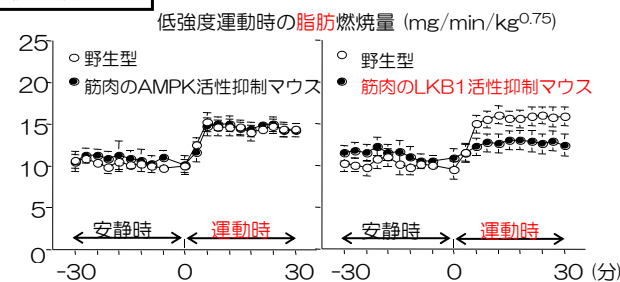 低強度運動時の脂肪燃焼量 (mg/min/kg0.75)
25
20
15
10
5
0
○ 野生型
● 筋肉のAMPK活性抑制マウス
安静時
運動時
-30
0
30
○ 野生型
● 筋肉のLKB1活性抑制マウス
安静時
運動時
-30
0
30 (分)